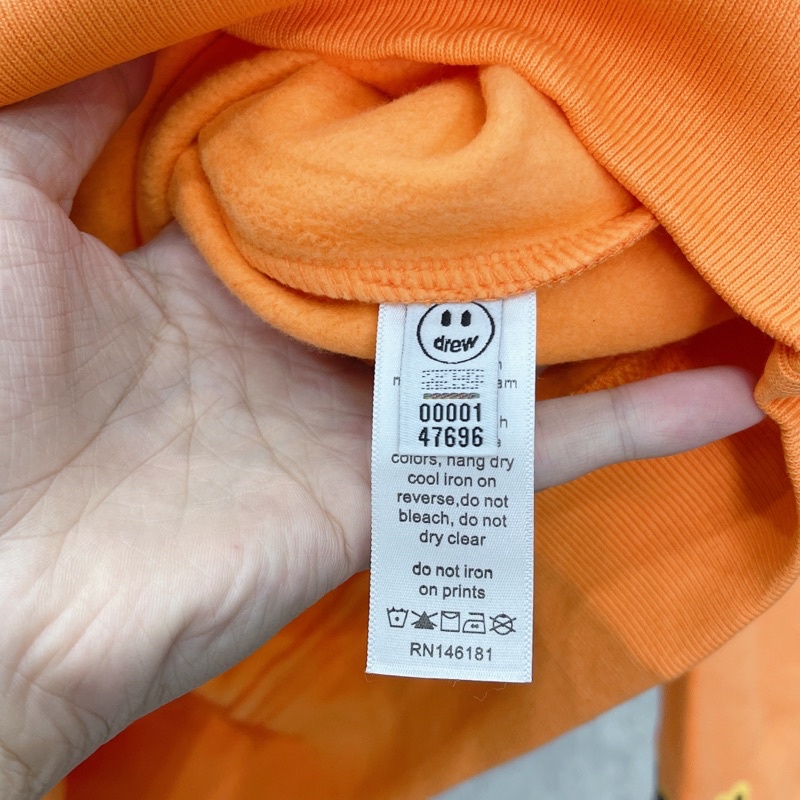 drew
00001
47696
colors, hang dry
cool iron on
reverse,do not
bleach, do not
dry clear
do not iron
on prints
RN146181